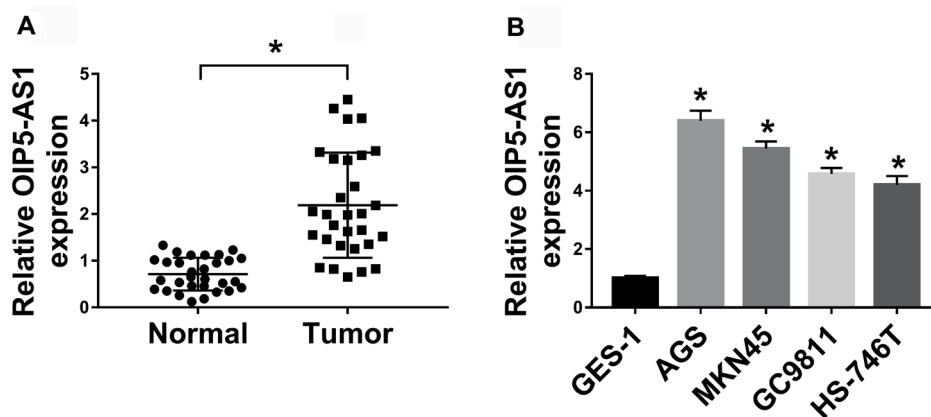 A
*
Relative OIP5-AS1
expression
5
4
3
2
1
0
Normal
Tumor
B
Relative OIP5-AS1
expression
8
6
4
2
0
*
*
*
*
GES-1
AGS
MKN45
GC9811
HS-746T